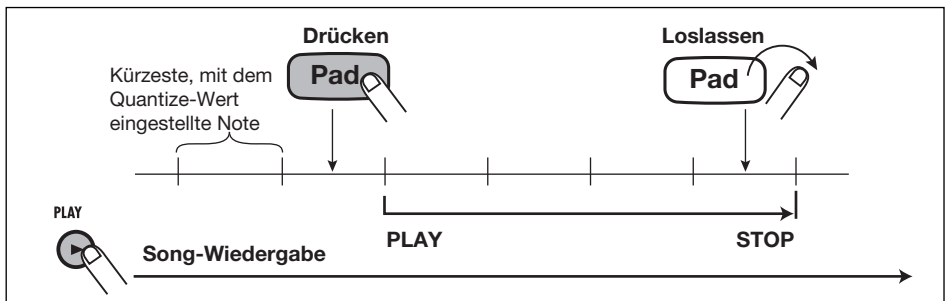 Drücken
Loslassen
Pad
Pad
Kürzeste, mit dem
Quantize-Wert
eingestellte Note
PLAY
PLAY
STOP
Song-Wiedergabe